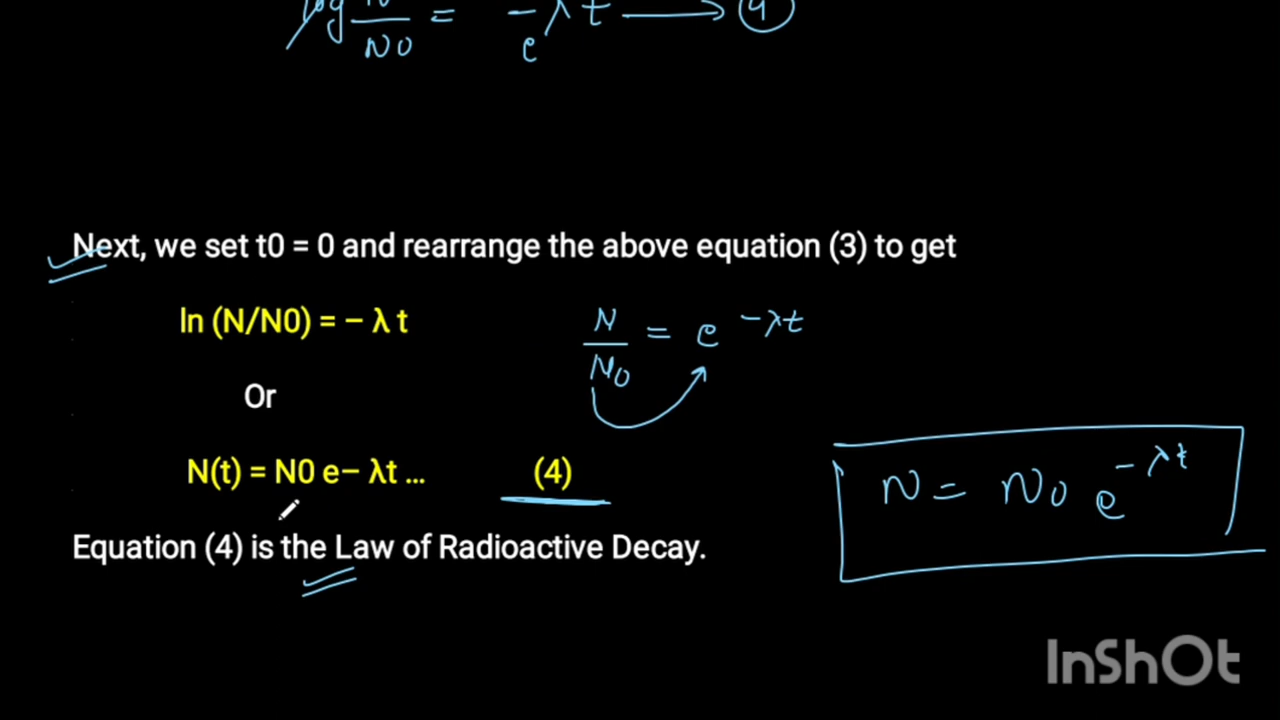 log N/N0 = e -λt → 4
Next, we set t0 = 0 and rearrange the above equation (3) to get
ln (N/N0) = – λ t
N/N0 = e -λt
Or
N(t) = N0 e– λt ... (4)
N = N0 e -λt
Equation (4) is the Law of Radioactive Decay.
InShOt